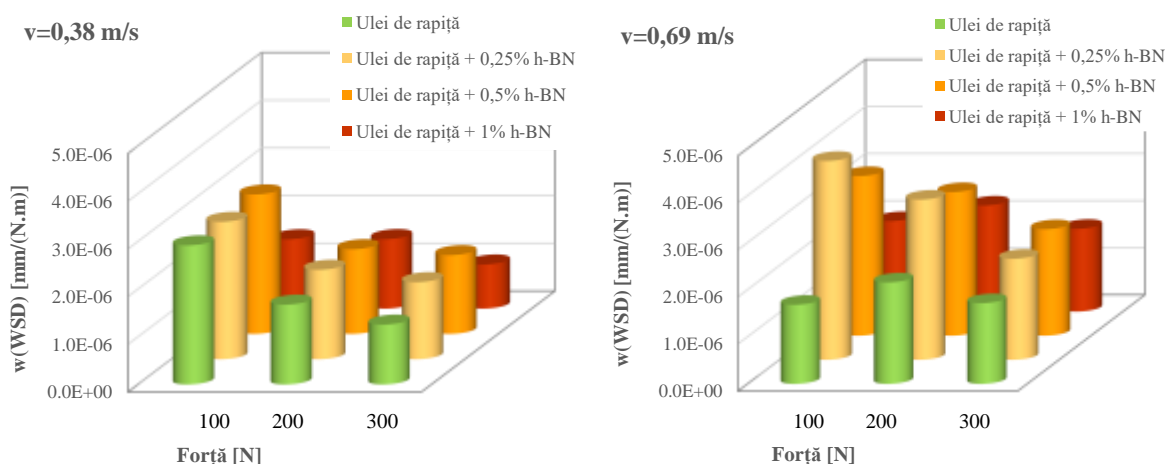 v=0,38 m/s
Ulei de rapiță
Ulei de rapiță + 0,25% h-BN
Ulei de rapiță + 0,5% h-BN
Ulei de rapiță + 1% h-BN
w(WSD) [mm/(N.m)]
5.0E-06
4.0E-06
3.0E-06
2.0E-06
1.0E-06
0.0E+00
100 200 300
Forță [N]
v=0,69 m/s
Ulei de rapiță
Ulei de rapiță + 0,25% h-BN
Ulei de rapiță + 0,5% h-BN
Ulei de rapiță + 1% h-BN
w(WSD) [mm/(N.m)]
5.0E-06
4.0E-06
3.0E-06
2.0E-06
1.0E-06
0.0E+00
100 200 300
Forță [N]